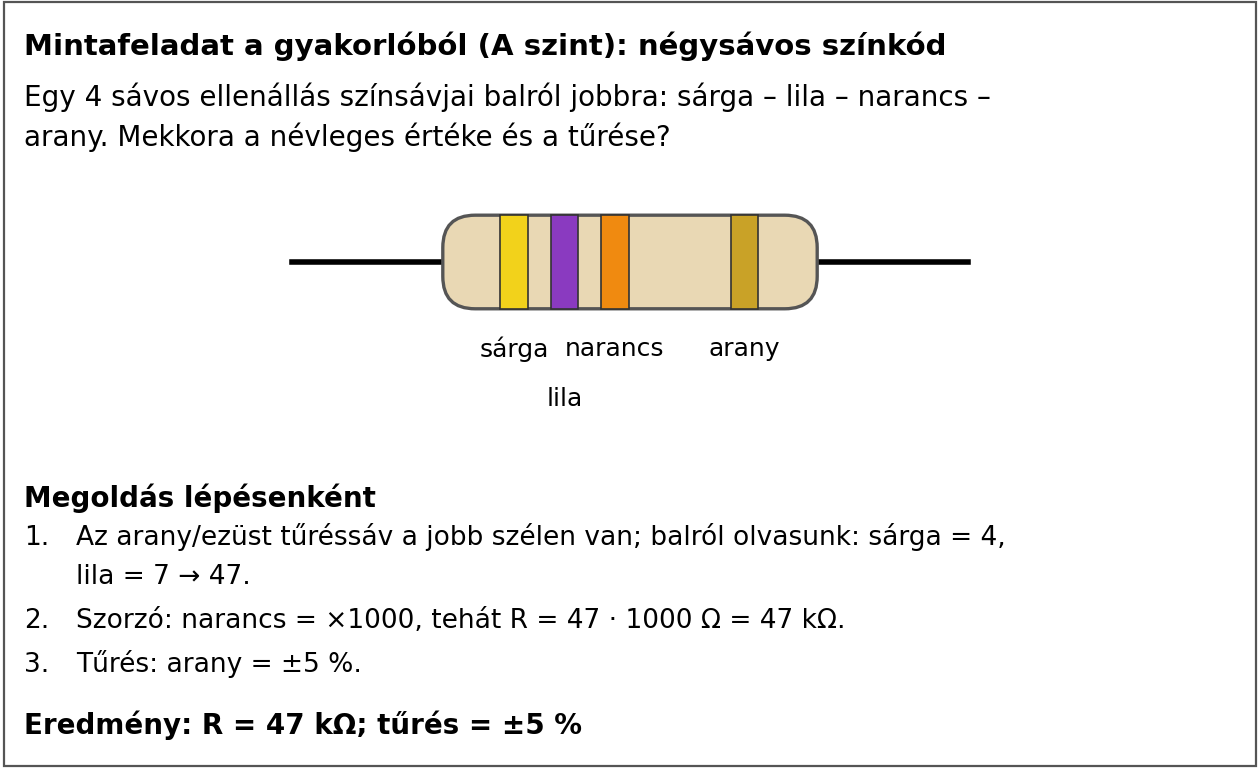 Mintafeladat a gyakorlóból (A szint): négysávos színkód
Egy 4 sávos ellenállás színsávjai balról jobbra: sárga – lila – narancs –
arany. Mekkora a névleges értéke és a tűrése?
sárga narancs arany
lila
Megoldás lépésenként
1. Az arany/ezüst tűréssáv a jobb szélen van; balról olvasunk: sárga = 4,
lila = 7 → 47.
2. Szorzó: narancs = ×1000, tehát R = 47 · 1000 Ω = 47 kΩ.
3. Tűrés: arany = ±5 %.
Eredmény: R = 47 kΩ; tűrés = ±5 %